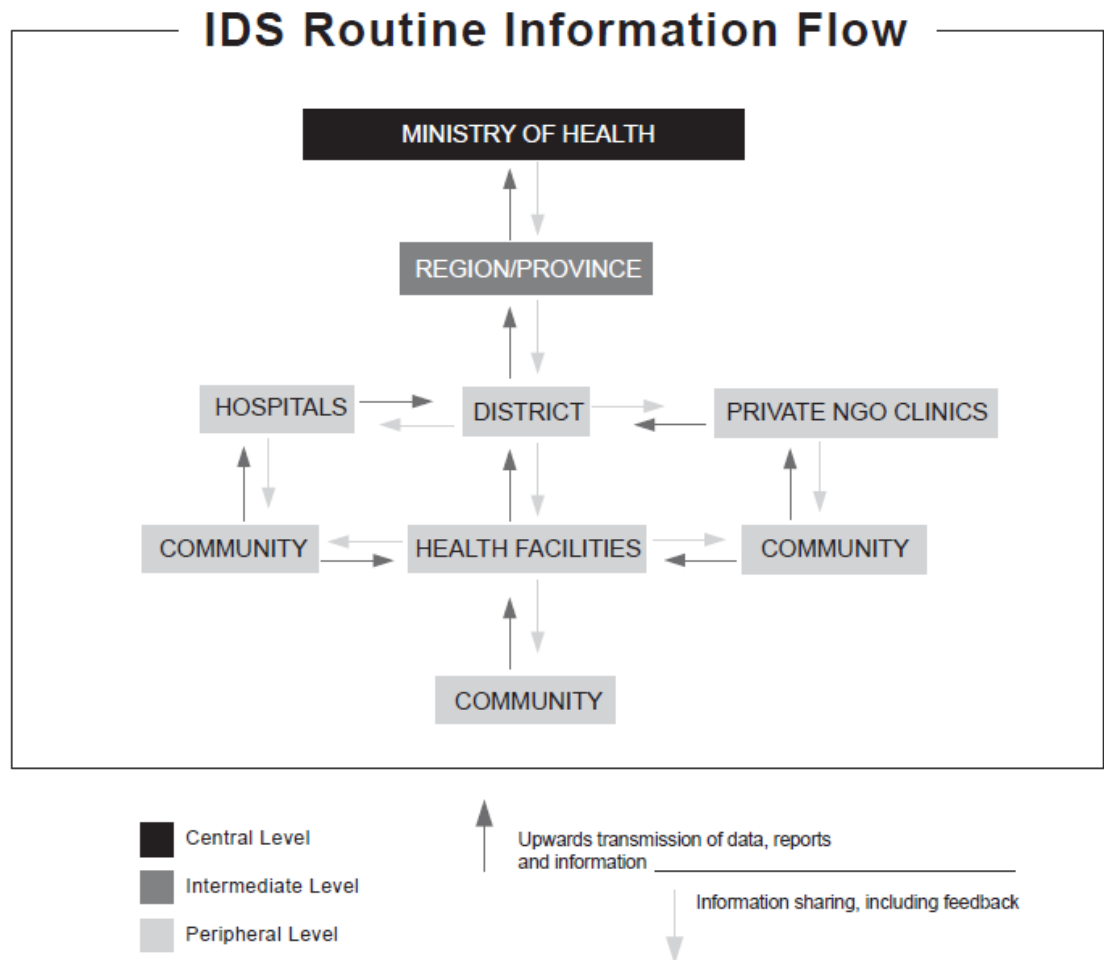 IDS Routine Information Flow
MINISTRY OF HEALTH
REGION/PROVINCE
HOSPITALS
DISTRICT
PRIVATE NGO CLINICS
COMMUNITY
HEALTH FACILITIES
COMMUNITY
COMMUNITY
Central Level
Intermediate Level
Peripheral Level
Upwards transmission of data, reports
and information
Information sharing, including feedback